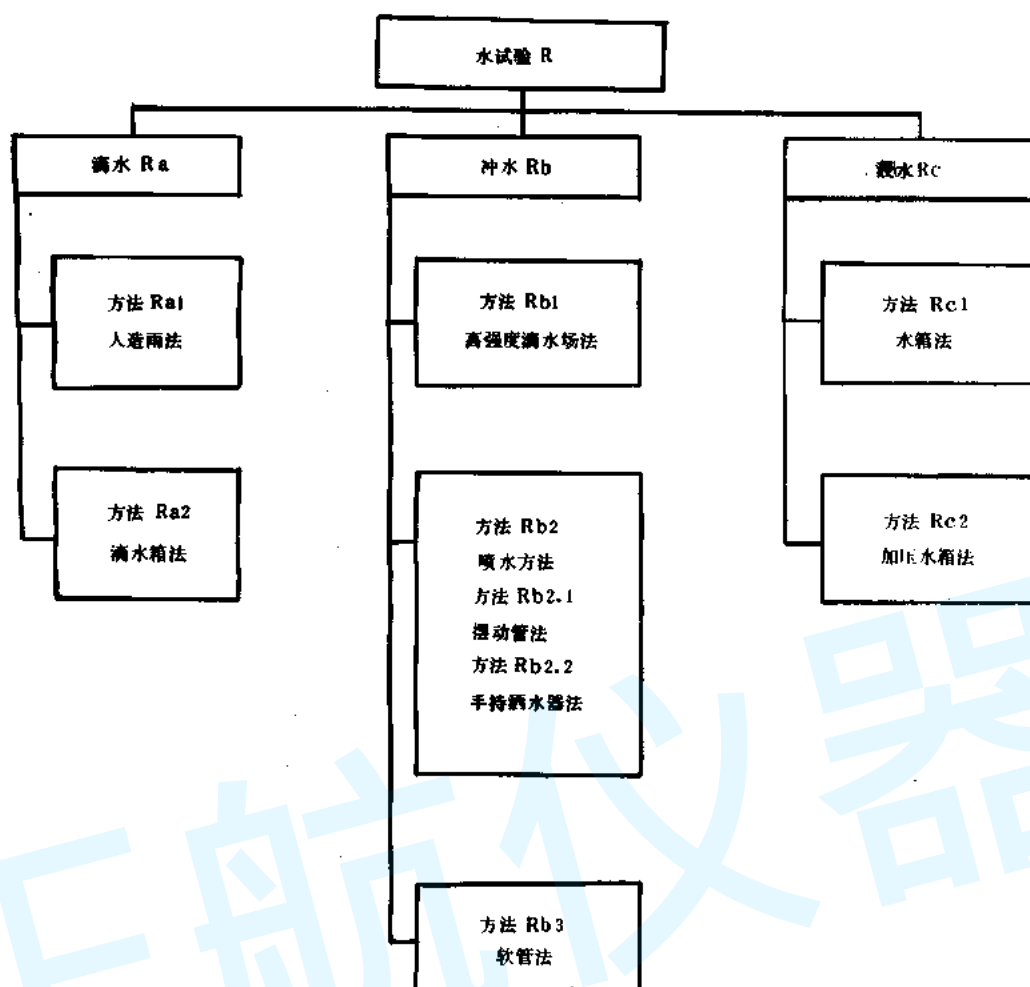 水试验 R
滴水 Ra
冲水 Rb
浸水 Rc
方法 Ra1
人造雨法
方法 Rb1
高强度滴水场法
方法 Rc1
水箱法
方法 Ra2
滴水箱法
方法 Rb2
喷水方法
方法 Rb2.1
摆动管法
方法 Rb2.2
手持洒水器法
方法 Rc2
加压水箱法
方法 Rb3
软管法
航仪器